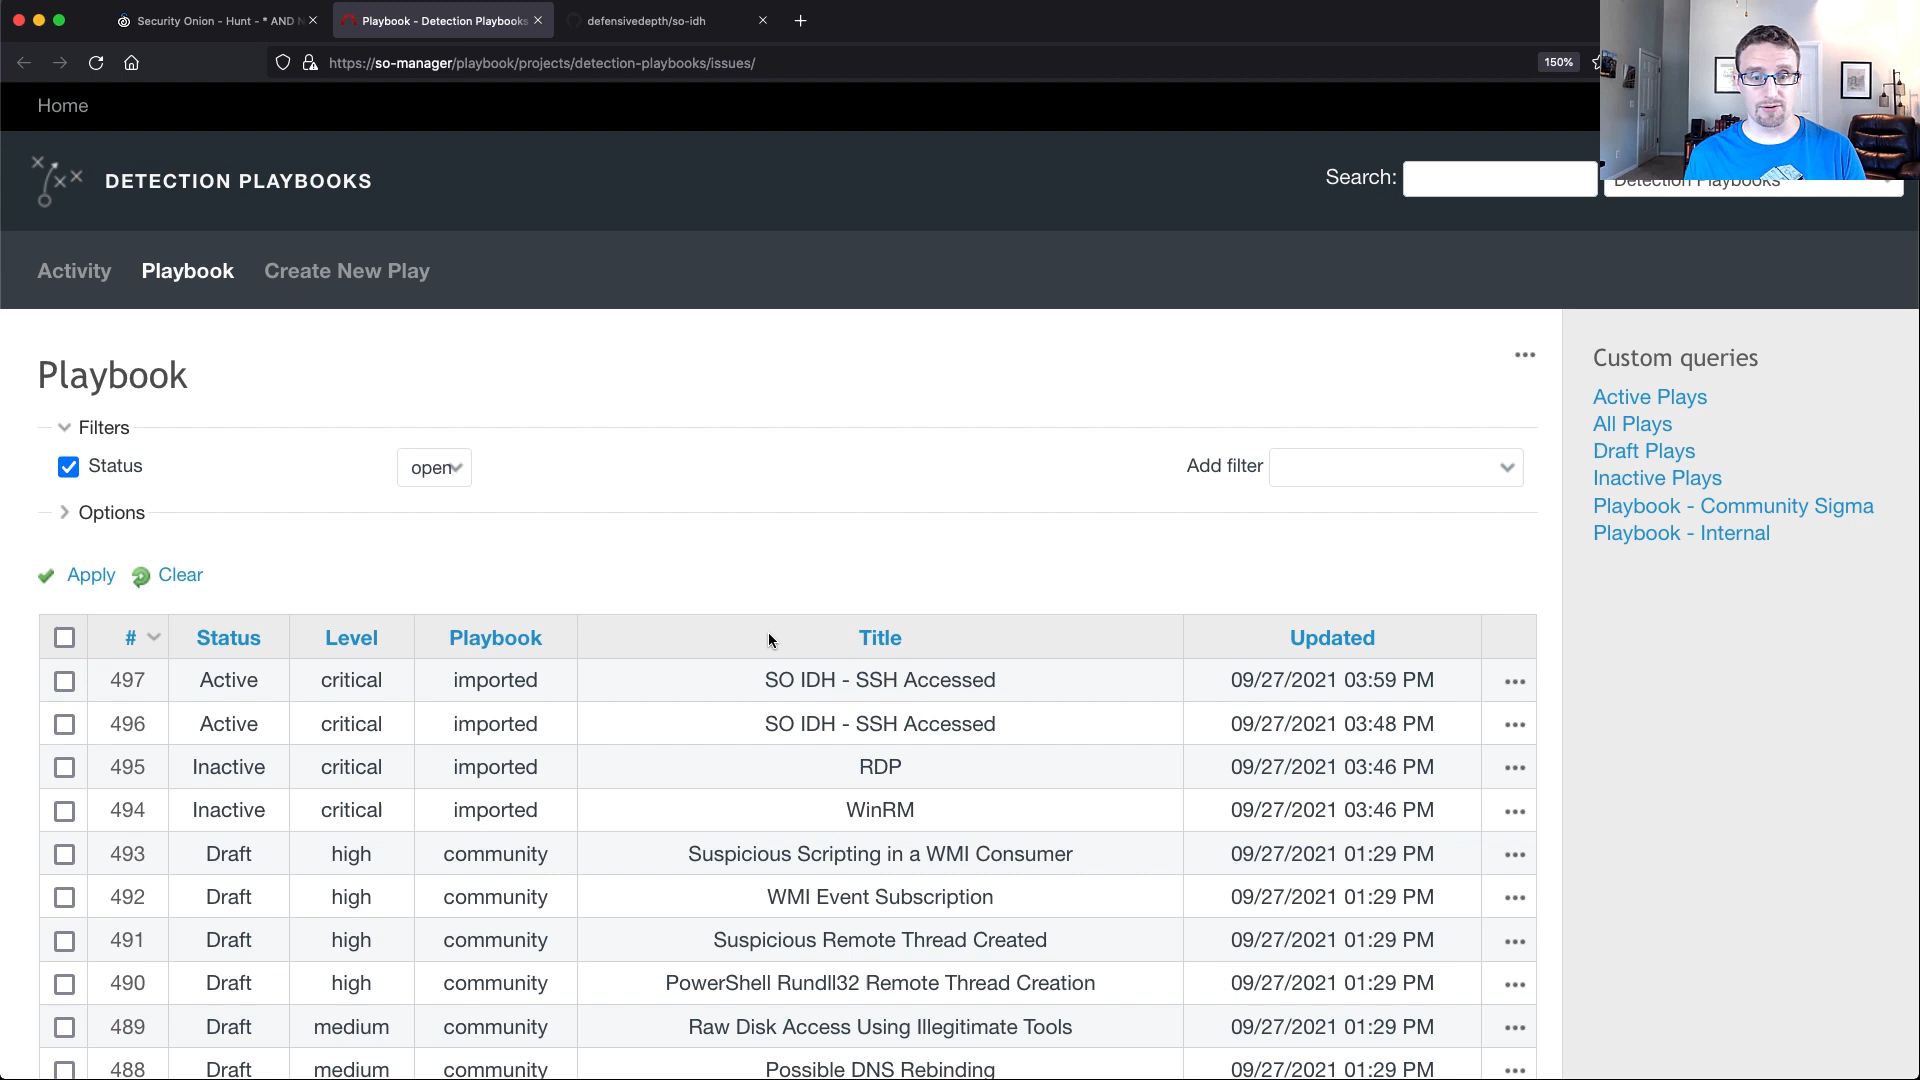 Security Onion - Hunt - * AND N
Playbook - Detection Playbooks
defensivedepth/so-idh
https://so-manager/playbook/projects/detection-playbooks/issues/
150%
Home
DETECTION PLAYBOOKS
Search:
Detection Playbooks
Activity Playbook Create New Play
Playbook
Filters
Status open Add filter
Options
Apply Clear
# Status Level Playbook Title Updated
497 Active critical imported SO IDH - SSH Accessed 09/27/2021 03:59 PM
496 Active critical imported SO IDH - SSH Accessed 09/27/2021 03:48 PM
495 Inactive critical imported RDP 09/27/2021 03:46 PM
494 Inactive critical imported WinRM 09/27/2021 03:46 PM
493 Draft high community Suspicious Scripting in a WMI Consumer 09/27/2021 01:29 PM
492 Draft high community WMI Event Subscription 09/27/2021 01:29 PM
491 Draft high community Suspicious Remote Thread Created 09/27/2021 01:29 PM
490 Draft high community PowerShell Rundll32 Remote Thread Creation 09/27/2021 01:29 PM
489 Draft medium community Raw Disk Access Using Illegitimate Tools 09/27/2021 01:29 PM
488 Draft medium community Possible DNS Rebinding 09/27/2021 01:29 PM
Custom queries
Active Plays
All Plays
Draft Plays
Inactive Plays
Playbook - Community Sigma
Playbook - Internal